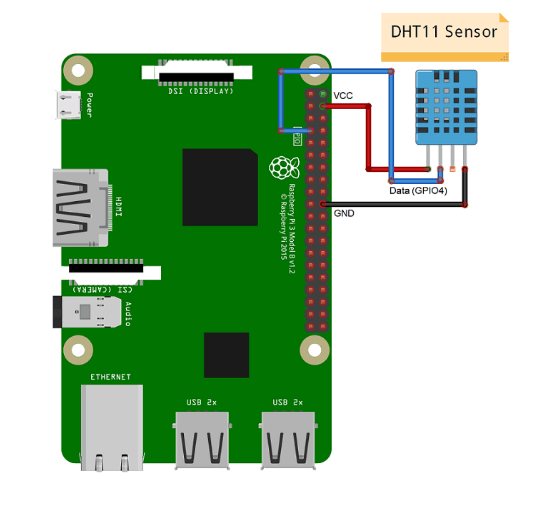 DHT11 Sensor
DSI (DISPLAY)
VCC
Power
GPIO
Data (GPIO4)
HDMI
Raspberry Pi 3 Model B v1.2
© Raspberry Pi 2015
GND
CSI (CAMERA)
Audio
ETHERNET
USB 2x
USB 2x